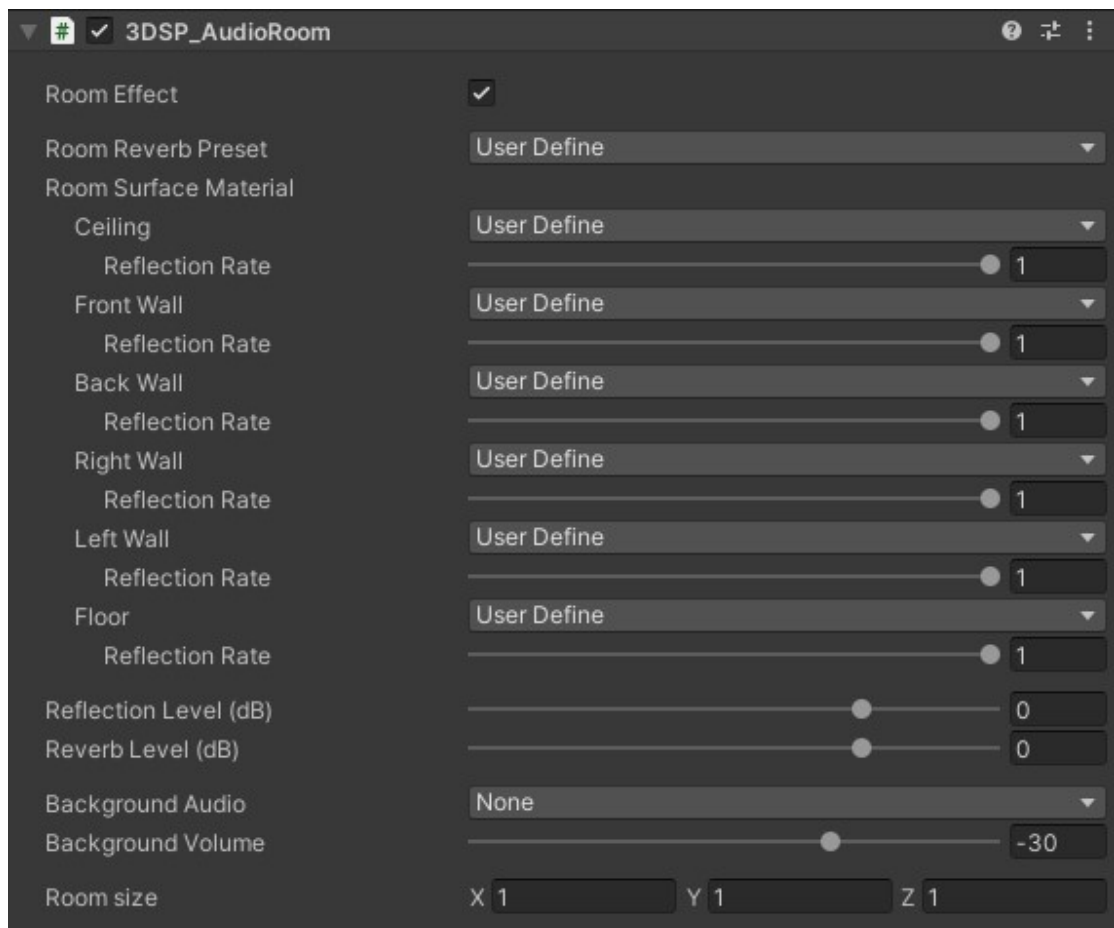 # 3DSP_AudioRoom ?
Room Effect
Room Reverb Preset User Define
Room Surface Material
Ceiling User Define
Reflection Rate 1
Front Wall User Define
Reflection Rate 1
Back Wall User Define
Reflection Rate 1
Right Wall User Define
Reflection Rate 1
Left Wall User Define
Reflection Rate 1
Floor User Define
Reflection Rate 1
Reflection Level (dB) 0
Reverb Level (dB) 0
Background Audio None
Background Volume -30
Room size X 1 Y 1 Z 1